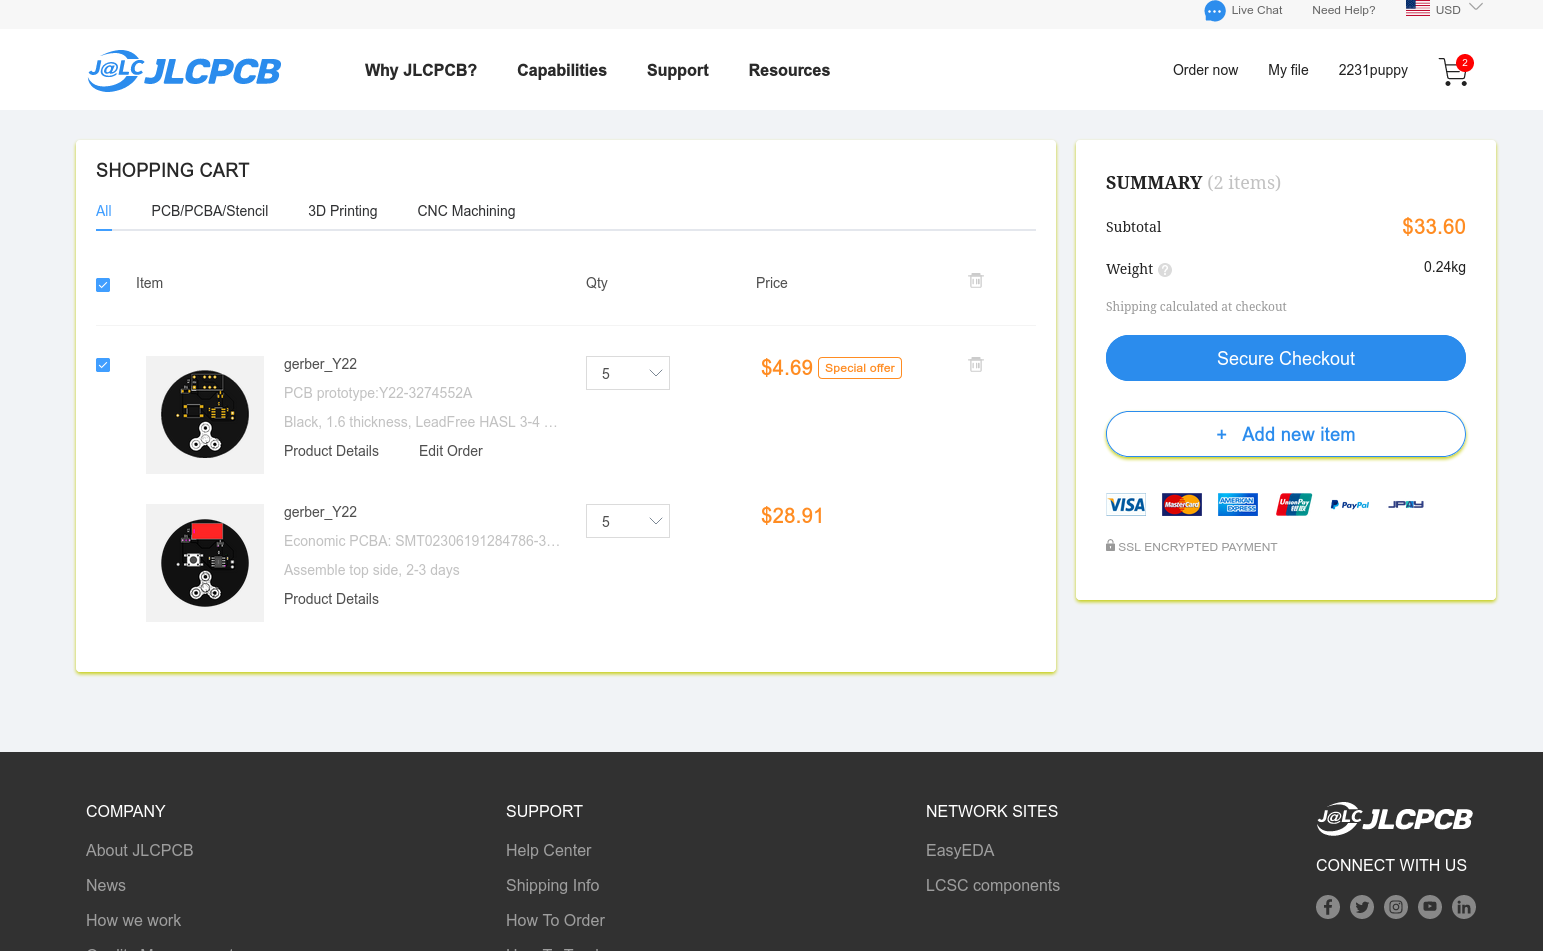 Live Chat
Need Help?
USD
J@LC JLCPCB
Why JLCPCB?
Capabilities
Support
Resources
Order now
My file
2231puppy
2
SHOPPING CART
All
PCB/PCBA/Stencil
3D Printing
CNC Machining
Item
Qty
Price
gerber_Y22
PCB prototype:Y22-3274552A
Black, 1.6 thickness, LeadFree HASL 3-4 ...
Product Details
Edit Order
5
$4.69
Special offer
gerber_Y22
Economic PCBA: SMT02306191284786-3...
Assemble top side, 2-3 days
Product Details
5
$28.91
SUMMARY (2 items)
Subtotal
$33.60
Weight ?
0.24kg
Shipping calculated at checkout
Secure Checkout
+ Add new item
VISA
MasterCard
AMERICAN EXPRESS
UnionPay
PayPal
JPAY
SSL ENCRYPTED PAYMENT
COMPANY
About JLCPCB
News
How we work
SUPPORT
Help Center
Shipping Info
How To Order
NETWORK SITES
EasyEDA
LCSC components
J@LC JLCPCB
CONNECT WITH US